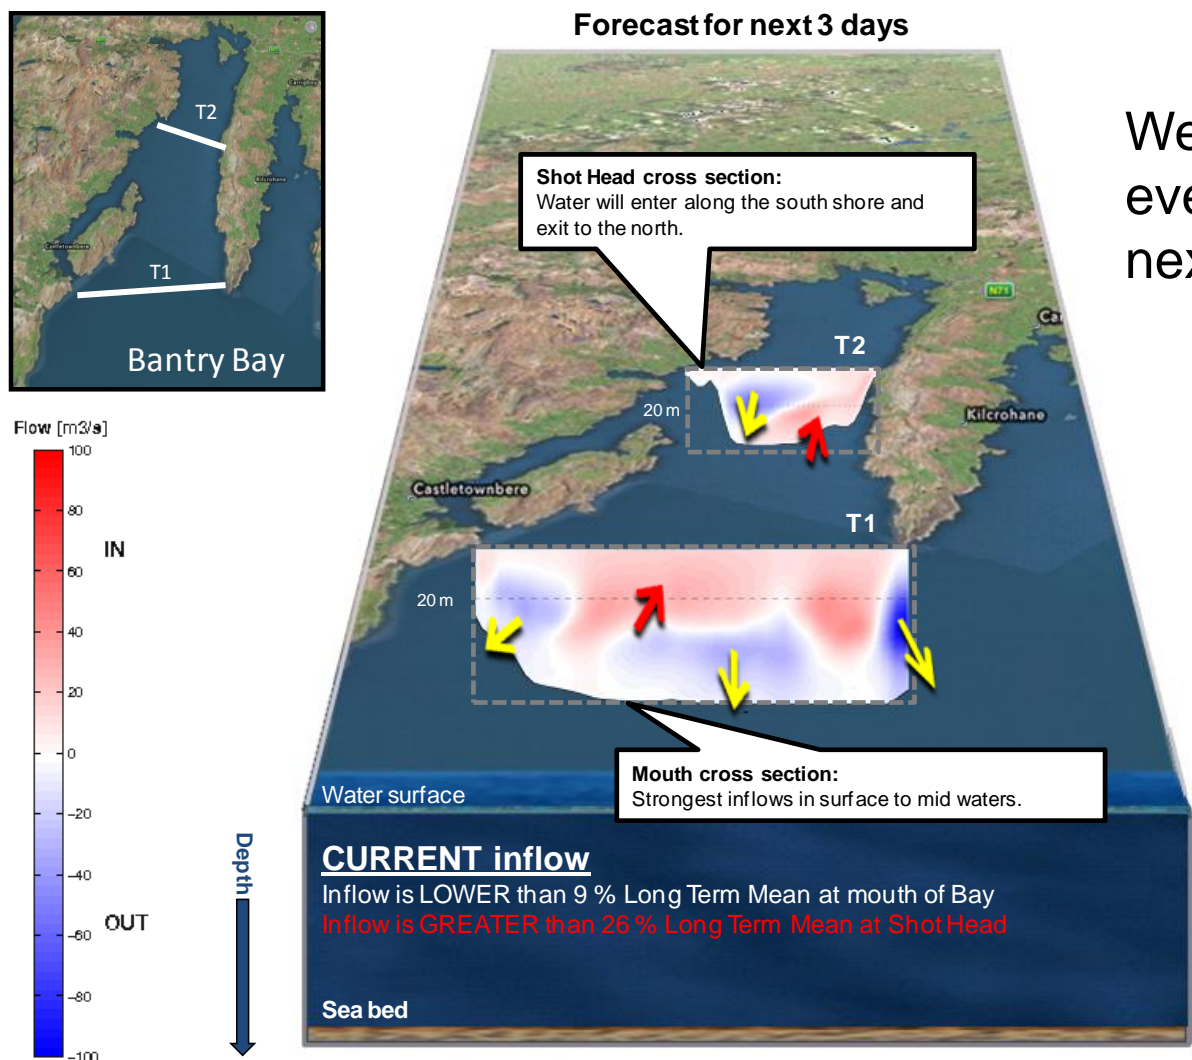 Forecast for next 3 days
T2
Kilcrohane
Castletownbere
T1
Bantry Bay
We
eve
nex
Shot Head cross section:
Water will enter along the south shore and
exit to the north.
N71
Ca
T2
20 m
Kilcrohane
Castletownbere
T1
20 m
Flow [m3/s]
100
80
IN
60
40
20
0
-20
-40
OUT
-60
-80
-100
Depth
Mouth cross section:
Strongest inflows in surface to mid waters.
Water surface
CURRENT inflow
Inflow is LOWER than 9 % Long Term Mean at mouth of Bay
Inflow is GREATER than 26 % Long Term Mean at Shot Head
Sea bed